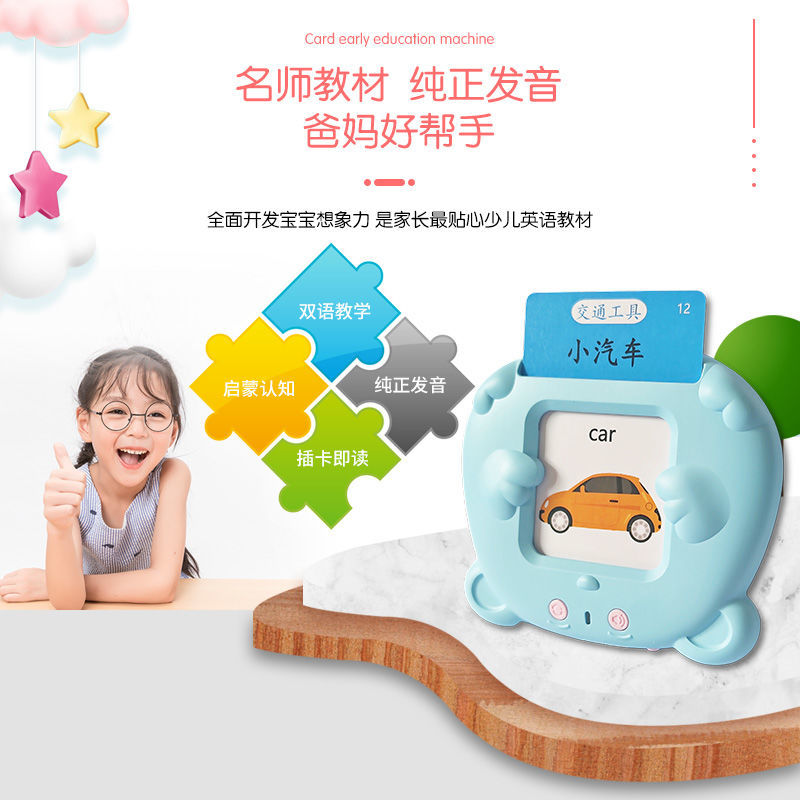 Card early education machine
名师教材 纯正发音
爸妈好帮手
全面开发宝宝想象力 是家长最贴心少儿英语教材
双语教学
启蒙认知
纯正发音
插卡即读
交通工具
12
小汽车
car